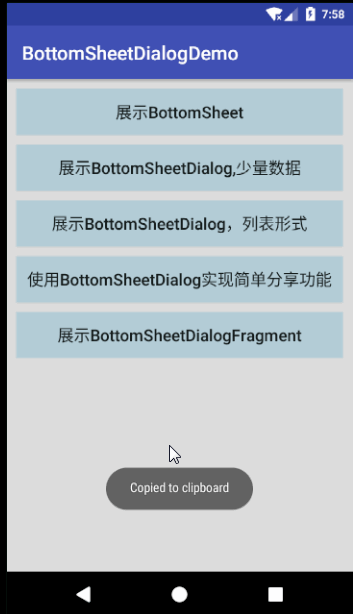 7:58
BottomSheetDialogDemo
展示BottomSheet
展示BottomSheetDialog,少量数据
展示BottomSheetDialog，列表形式
使用BottomSheetDialog实现简单分享功能
展示BottomSheetDialogFragment
Copied to clipboard